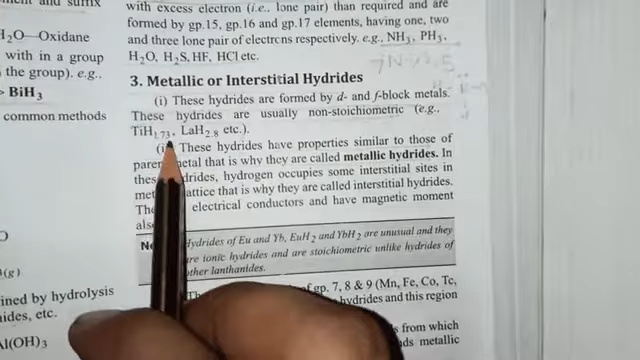 H₂O—Oxidane
with in a group
the group). e.g.,
BiH₃
common methods
(g)
ined by hydrolysis
ides, etc.
Al(OH)₃
with excess electron (i.e., lone pair) than required and are
formed by gp.15, gp.16 and gp.17 elements, having one, two
and three lone pair of electrons respectively. e.g., NH₃, PH₃,
H₂O, H₂S, HF, HCl etc.
3. Metallic or Interstitial Hydrides
(i) These hydrides are formed by d- and f-block metals.
These hydrides are usually non-stoichiometric (e.g.,
TiH₁.₇₃, LaH₂.₈ etc.).
These hydrides have properties similar to those of
metal that is why they are called metallic hydrides. In
hydrogen occupies some interstitial sites in
that is why they are called interstitial hydrides.
electrical conductors and have magnetic moment
Hydrides of Eu and Yb, EuH₂ and YbH₂ are unusual and they
are ionic hydrides and are stoichiometric unlike hydrides of
other lanthanides.
of gp. 7, 8 & 9 (Mn, Fe, Co, Tc,
hydrides and this region
from which
metallic